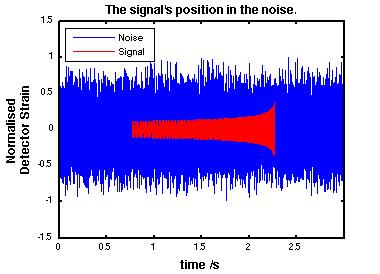 The signal's position in the noise.
1.5
Noise
Signal
1
0.5
0
-0.5
-1
-1.5
Normalised
Detector Strain
0 0.5 1 1.5 2 2.5
time /s